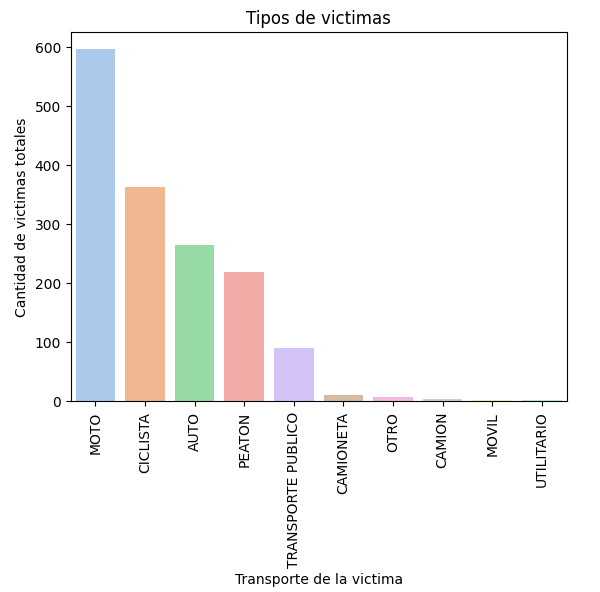 Tipos de victimas
Cantidad de victimas totales
600
500
400
300
200
100
0
MOTO
CICLISTA
AUTO
PEATON
TRANSPORTE PUBLICO
CAMIONETA
OTRO
CAMION
MOVIL
UTILITARIO
Transporte de la victima